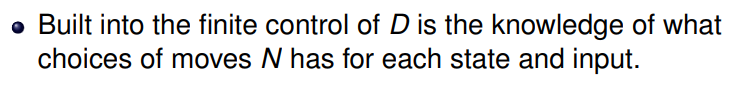 Built into the finite control of D is the knowledge of what
choices of moves N has for each state and input.